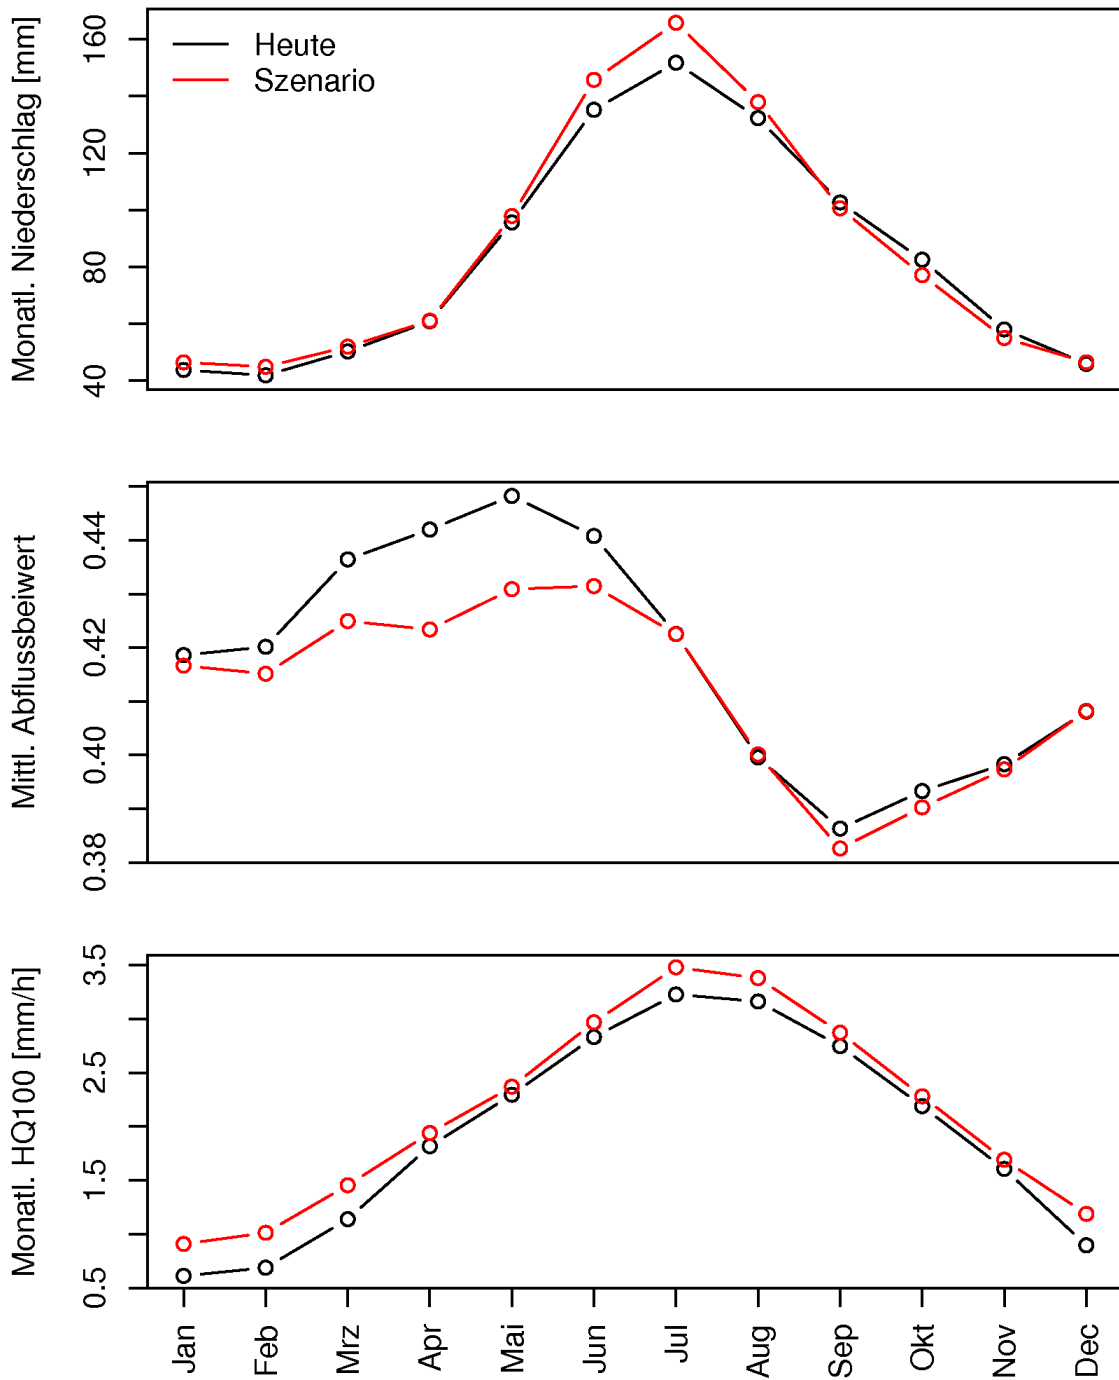 Monatl. Niederschlag [mm]
160
120
80
40
Heute
Szenario
Mittl. Abflussbeiwert
0.44
0.42
0.40
0.38
Monatl. HQ100 [mm/h]
3.5
2.5
1.5
0.5
Jan Feb Mrz Apr Mai Jun Jul Aug Sep Okt Nov Dec